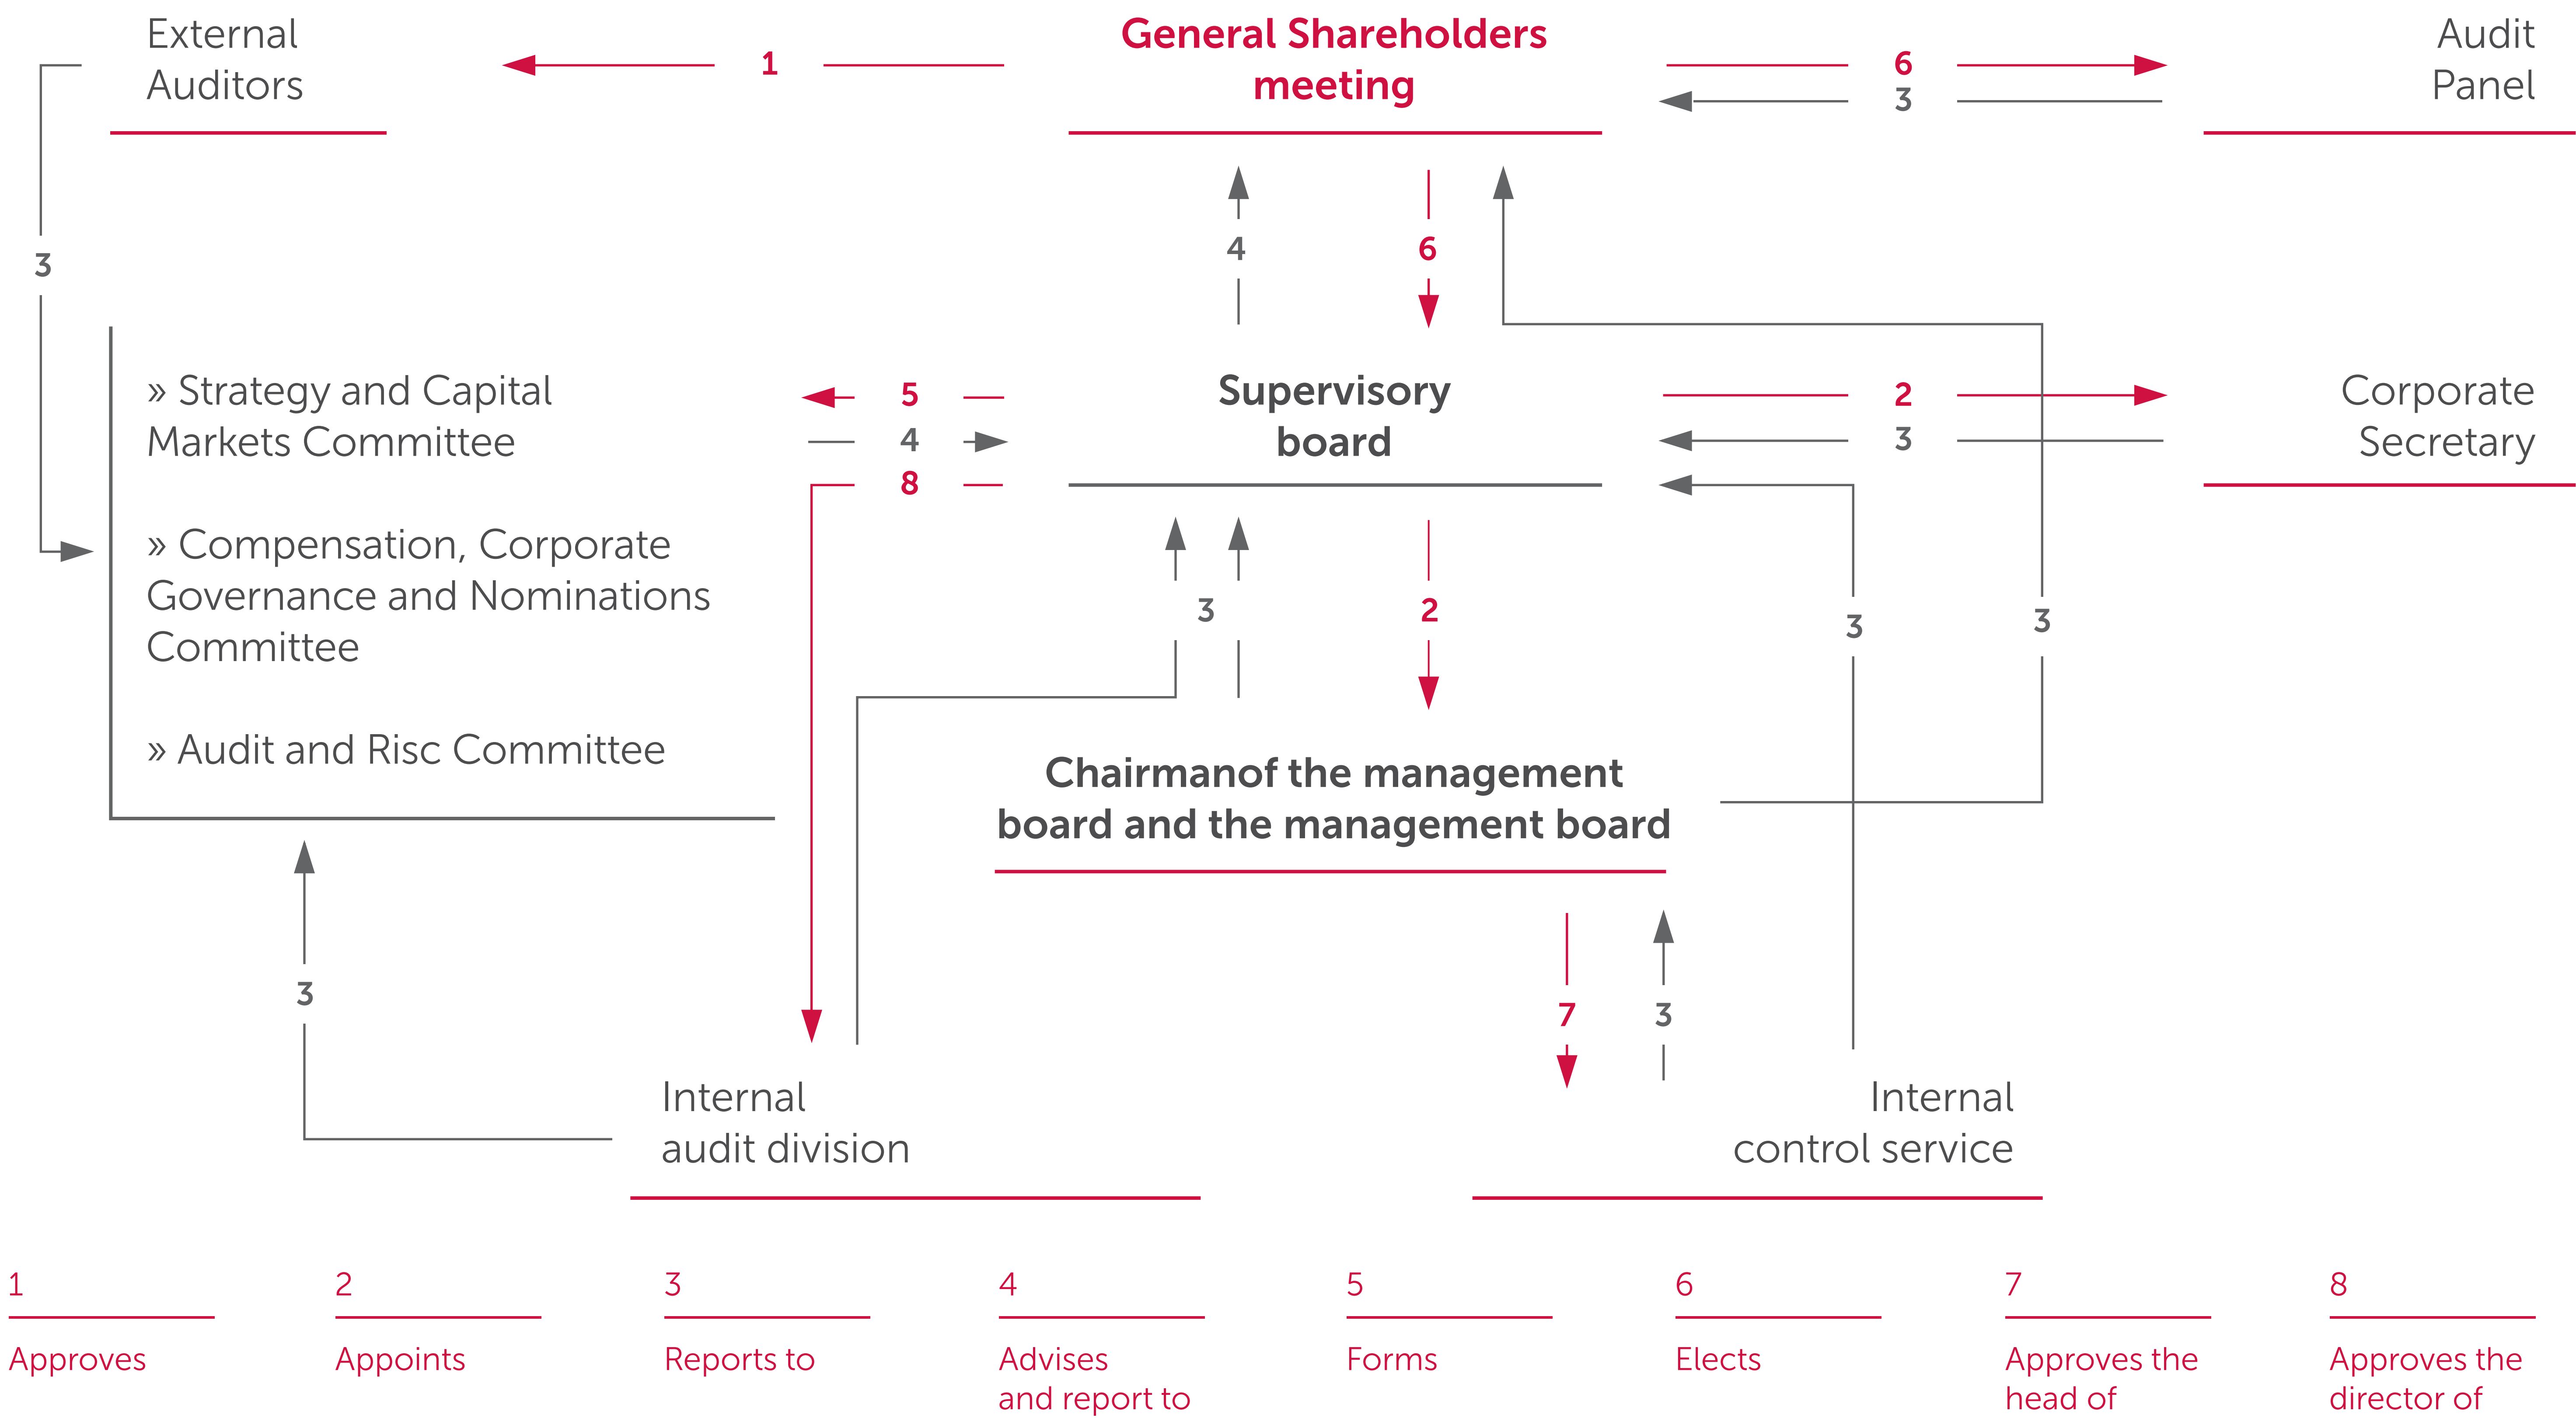 External
Auditors
1
General Shareholders
meeting
6
3
Audit
Panel
3
4
6
» Strategy and Capital
Markets Committee
» Compensation, Corporate
Governance and Nominations
Committee
» Audit and Risc Committee
5
4
8
Supervisory
board
2
3
Corporate
Secretary
3
2
3
3
Chairmanof the management
board and the management board
3
7
3
Internal
audit division
Internal
control service
1
Approves
2
Appoints
3
Reports to
4
Advises
and report to
5
Forms
6
Elects
7
Approves the
head of
8
Approves the
director of